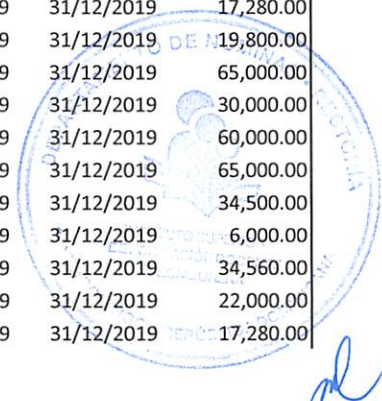 9 31/12/2019 17,280.00
9 31/12/2019 19,800.00
9 31/12/2019 65,000.00
9 31/12/2019 30,000.00
9 31/12/2019 60,000.00
9 31/12/2019 65,000.00
9 31/12/2019 34,500.00
9 31/12/2019 6,000.00
9 31/12/2019 34,560.00
9 31/12/2019 22,000.00
9 31/12/2019 17,280.00
DEPARTAMENTO DE NOMINA RECTORÍA